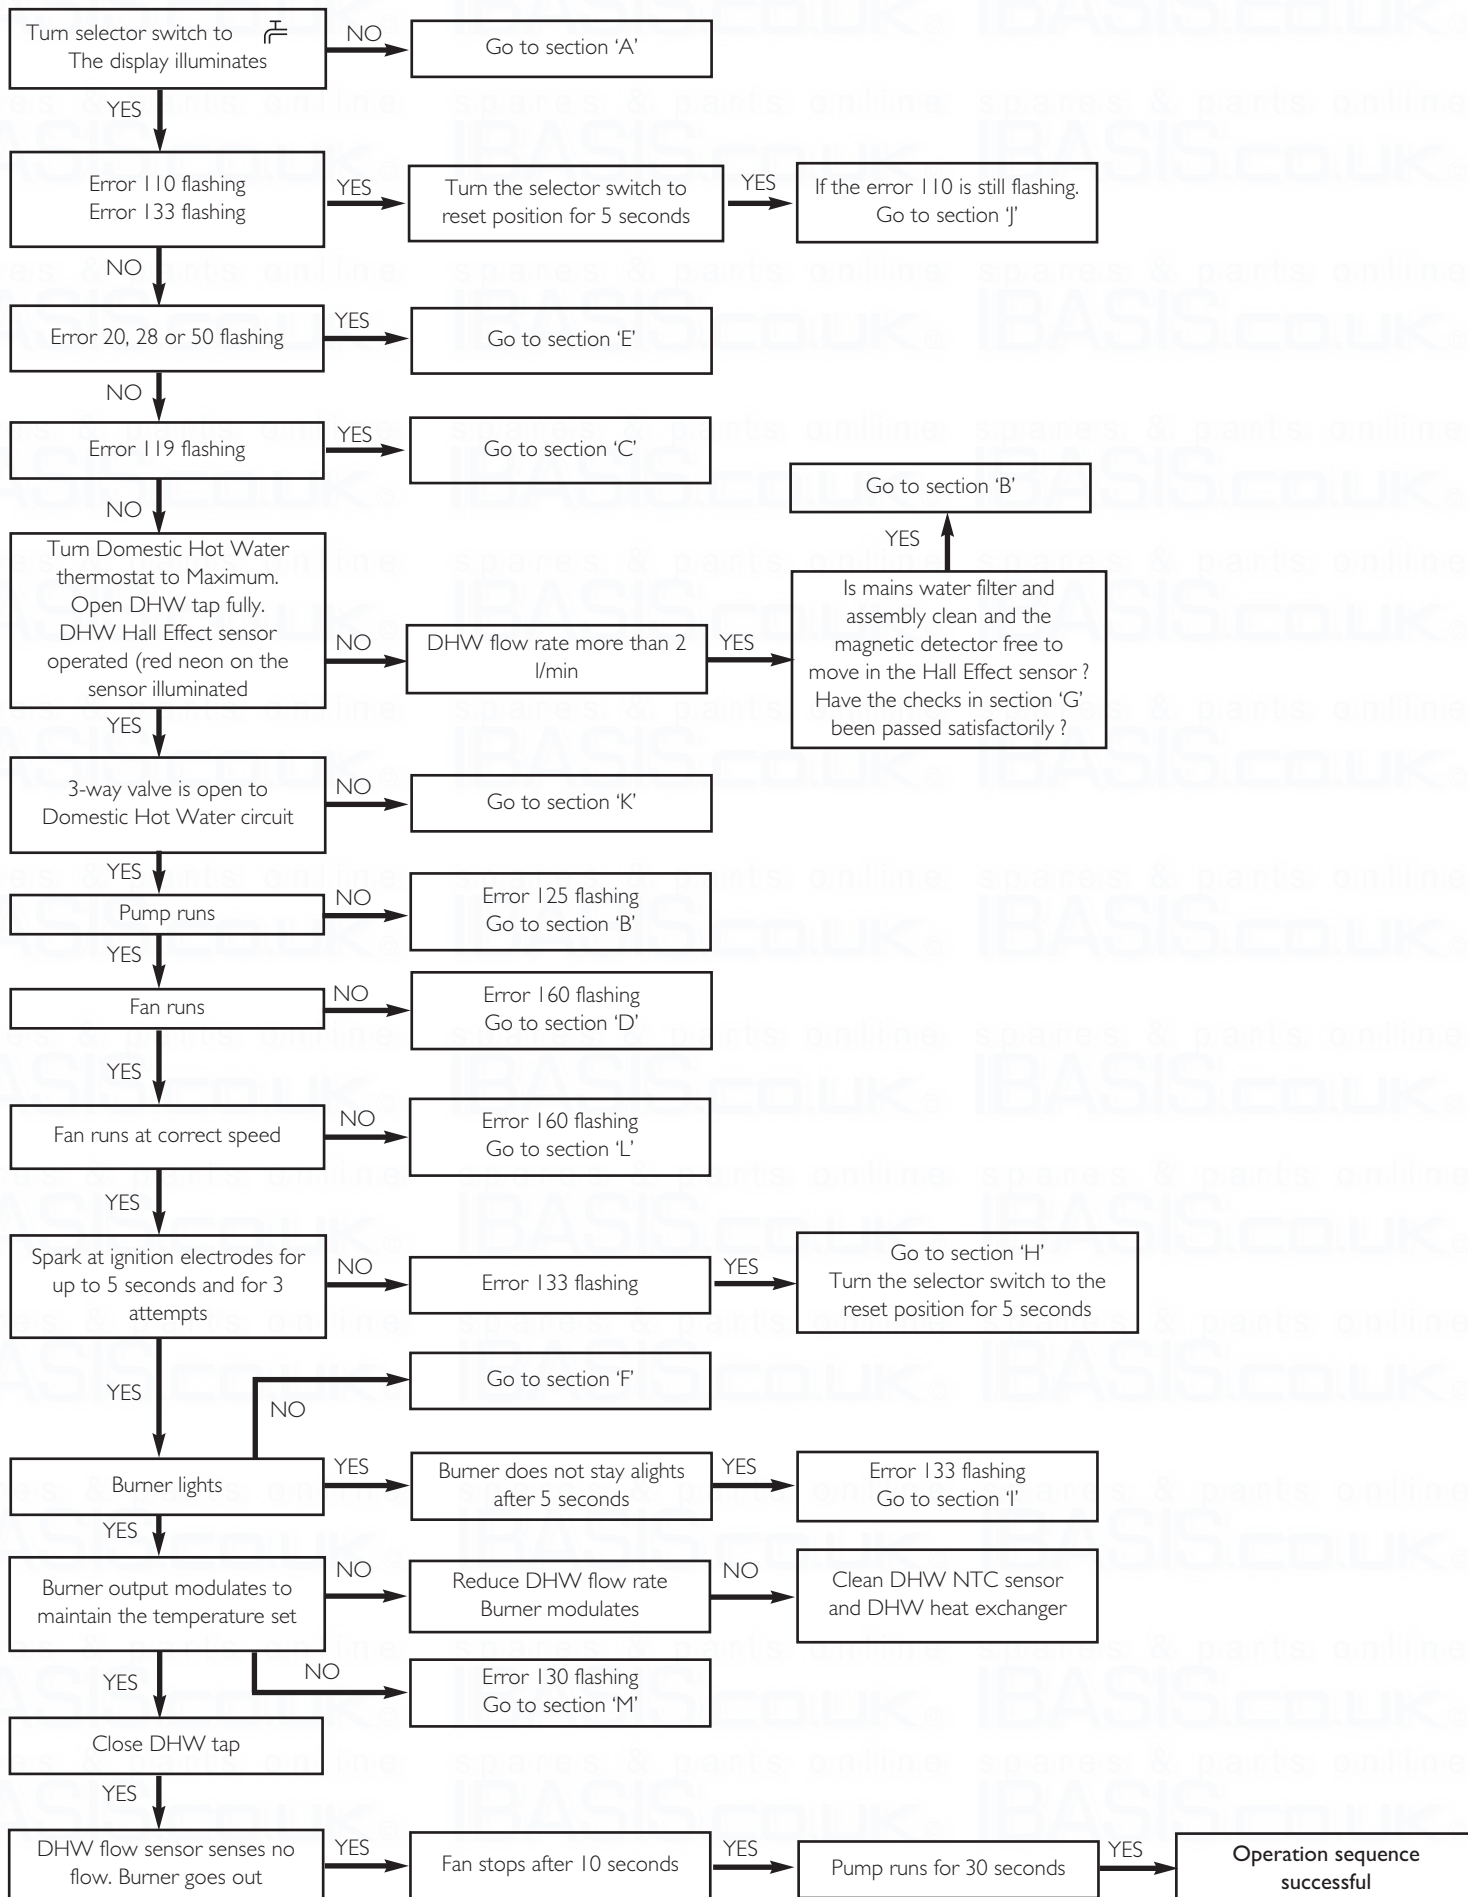 Turn selector switch to
The display illuminates
NO
Go to section ‘A’
YES
Error 110 flashing
Error 133 flashing
YES
Turn the selector switch to
reset position for 5 seconds
YES
If the error 110 is still flashing.
Go to section ‘J’
NO
Error 20, 28 or 50 flashing
YES
Go to section ‘E’
NO
Error 119 flashing
YES
Go to section ‘C’
NO
Turn Domestic Hot Water
thermostat to Maximum.
Open DHW tap fully.
DHW Hall Effect sensor
operated (red neon on the
sensor illuminated
NO
DHW flow rate more than 2
l/min
YES
Is mains water filter and
assembly clean and the
magnetic detector free to
move in the Hall Effect sensor ?
Have the checks in section ‘G’
been passed satisfactorily ?
YES
Go to section ‘B’
YES
3-way valve is open to
Domestic Hot Water circuit
NO
Go to section ‘K’
YES
Pump runs
NO
Error 125 flashing
Go to section ‘B’
YES
Fan runs
NO
Error 160 flashing
Go to section ‘D’
YES
Fan runs at correct speed
NO
Error 160 flashing
Go to section ‘L’
YES
Spark at ignition electrodes for
up to 5 seconds and for 3
attempts
NO
Error 133 flashing
YES
Go to section ‘H’
Turn the selector switch to the
reset position for 5 seconds
YES
NO
Go to section ‘F’
Burner lights
YES
Burner does not stay alights
after 5 seconds
YES
Error 133 flashing
Go to section ‘I’
YES
Burner output modulates to
maintain the temperature set
NO
Reduce DHW flow rate
Burner modulates
NO
Clean DHW NTC sensor
and DHW heat exchanger
YES
NO
Error 130 flashing
Go to section ‘M’
Close DHW tap
YES
DHW flow sensor senses no
flow. Burner goes out
YES
Fan stops after 10 seconds
YES
Pump runs for 30 seconds
YES
Operation sequence
successful
spares & parts online
IBASIS.CO.UK